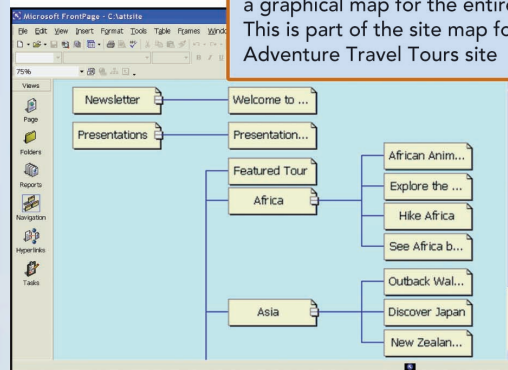 a graphical map for the entire
This is part of the site map fo
Adventure Travel Tours site
Microsoft FrontPage - C:\attsite
File Edit View Insert Format Tools Table Frames Windo
75%
Views
Page
Folders
Reports
Navigation
Hyperlinks
Tasks
Newsletter
Welcome to ...
Presentations
Presentation...
Featured Tour
Africa
African Anim...
Explore the ...
Hike Africa
See Africa b...
Asia
Outback Wal...
Discover Japan
New Zealan...